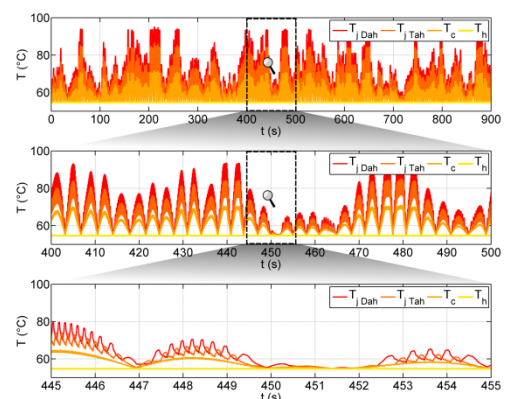 T j Dah T j Tah T c T h
T (°C)
100
80
60
0 100 200 300 400 500 600 700 800 900
t (s)
T j Dah T j Tah T c T h
T (°C)
100
80
60
400 410 420 430 440 450 460 470 480 490 500
t (s)
T j Dah T j Tah T c T h
T (°C)
100
80
60
445 446 447 448 449 450 451 452 453 454 455
t (s)